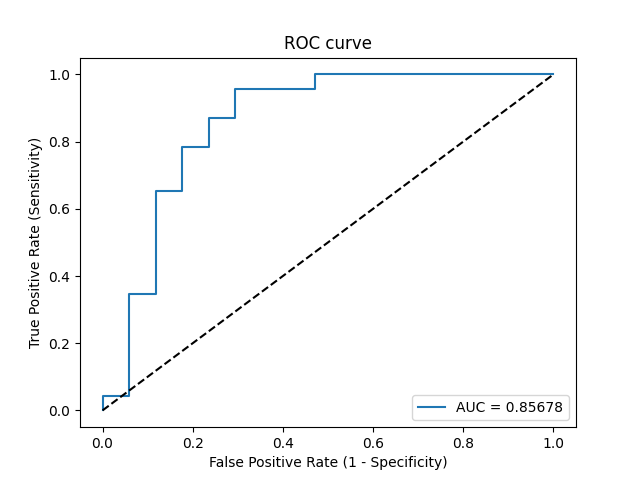 ROC curve
1.0
0.8
0.6
0.4
0.2
0.0
True Positive Rate (Sensitivity)
AUC = 0.85678
0.0 0.2 0.4 0.6 0.8 1.0
False Positive Rate (1 - Specificity)